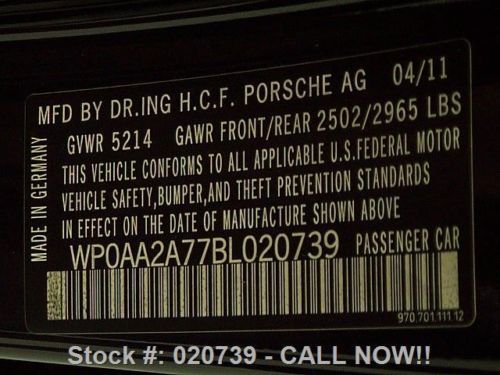 MFD BY DR.ING H.C.F. PORSCHE AG 04/11
GVWR 5214 GAWR FRONT/REAR 2502/2965 LBS
THIS VEHICLE CONFORMS TO ALL APPLICABLE U.S.FEDERAL MOTOR
VEHICLE SAFETY,BUMPER,AND THEFT PREVENTION STANDARDS
IN EFFECT ON THE DATE OF MANUFACTURE SHOWN ABOVE
WP0AA2A77BL020739 PASSENGER CAR
MADE IN GERMANY
970.701.111.12
Stock #: 020739 - CALL NOW!!